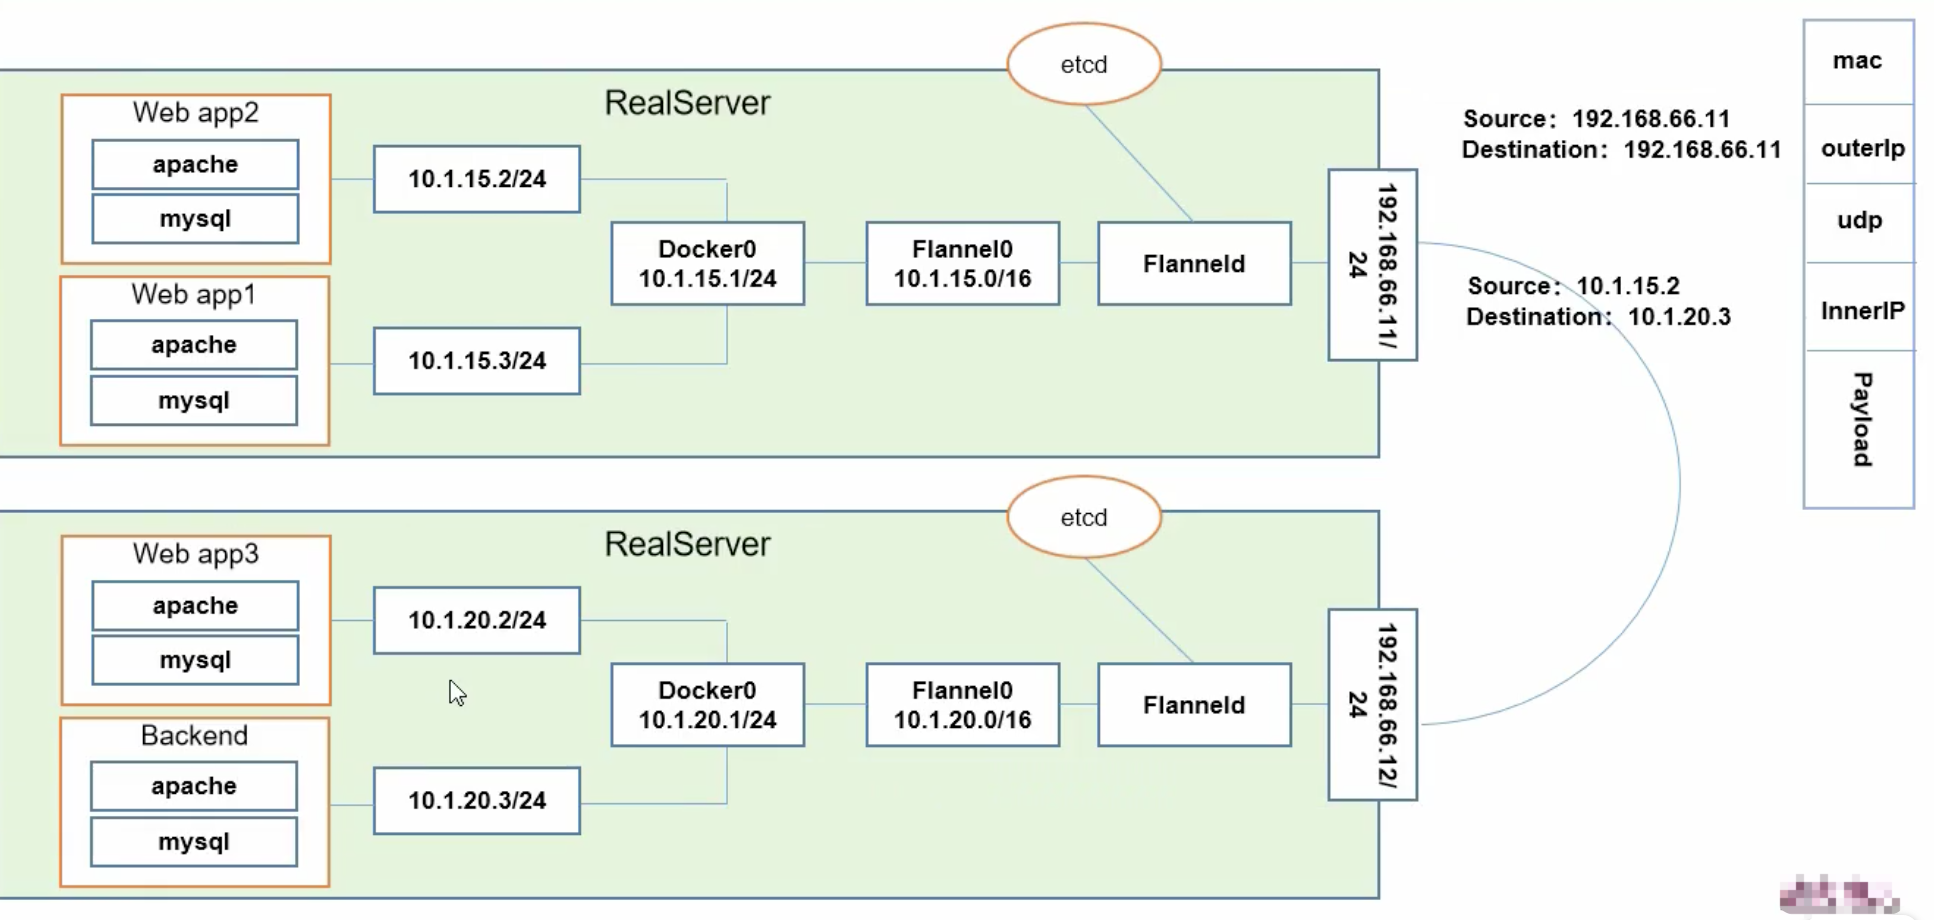 etcd
RealServer
Web app2
apache
mysql
10.1.15.2/24
Web app1
apache
mysql
10.1.15.3/24
Docker0
10.1.15.1/24
Flannel0
10.1.15.0/16
Flanneld
192.168.66.11/
24
Source：192.168.66.11
Destination：192.168.66.11
Source：10.1.15.2
Destination：10.1.20.3
mac
outerIp
udp
InnerIP
Payload
etcd
RealServer
Web app3
apache
mysql
10.1.20.2/24
Backend
apache
mysql
10.1.20.3/24
Docker0
10.1.20.1/24
Flannel0
10.1.20.0/16
Flanneld
192.168.66.12/
24